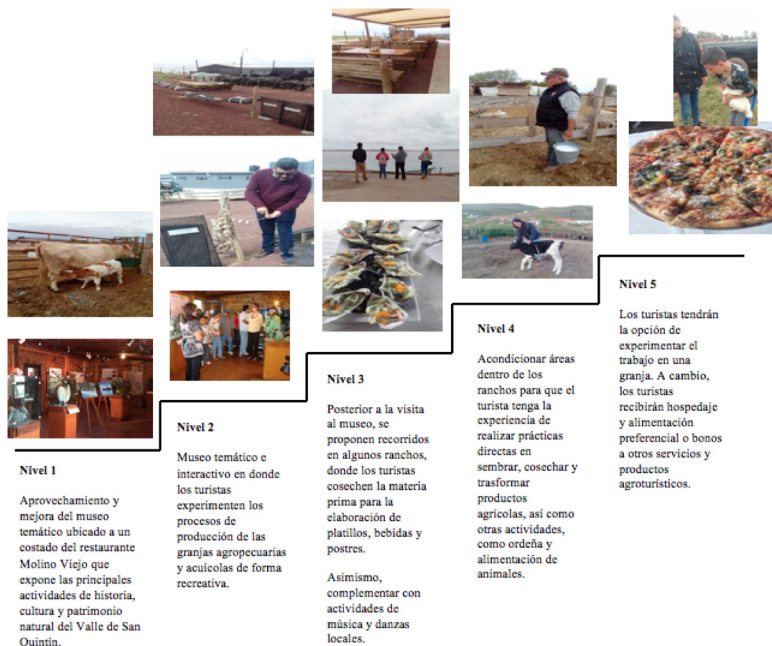 Nivel 1
Aprovechamiento y
mejora del museo
temático ubicado a un
costado del restaurante
Molino Viejo que
expone las principales
actividades de historia,
cultura y patrimonio
natural del Valle de San
Quintín.
Nivel 2
Museo temático e
interactivo en donde
los turistas
experimenten los
procesos de
producción de las
granjas agropecuarias
y acuícolas de forma
recreativa.
Nivel 3
Posterior a la visita
al museo, se
proponen recorridos
en algunos ranchos,
donde los turistas
cosechen la materia
prima para la
elaboración de
platillos, bebidas y
postres.
Asimismo,
complementar con
actividades de
música y danzas
locales.
Nivel 4
Acondicionar áreas
dentro de los
ranchos para que el
turista tenga la
experiencia de
realizar prácticas
directas en
sembrar, cosechar y
trasformar
productos
agrícolas, así como
otras actividades,
como ordeña y
alimentación de
animales.
Nivel 5
Los turistas tendrán
la opción de
experimentar el
trabajo en una
granja. A cambio,
los turistas
recibirán hospedaje
y alimentación
preferencial o bonos
a otros servicios y
productos
agroturísticos.